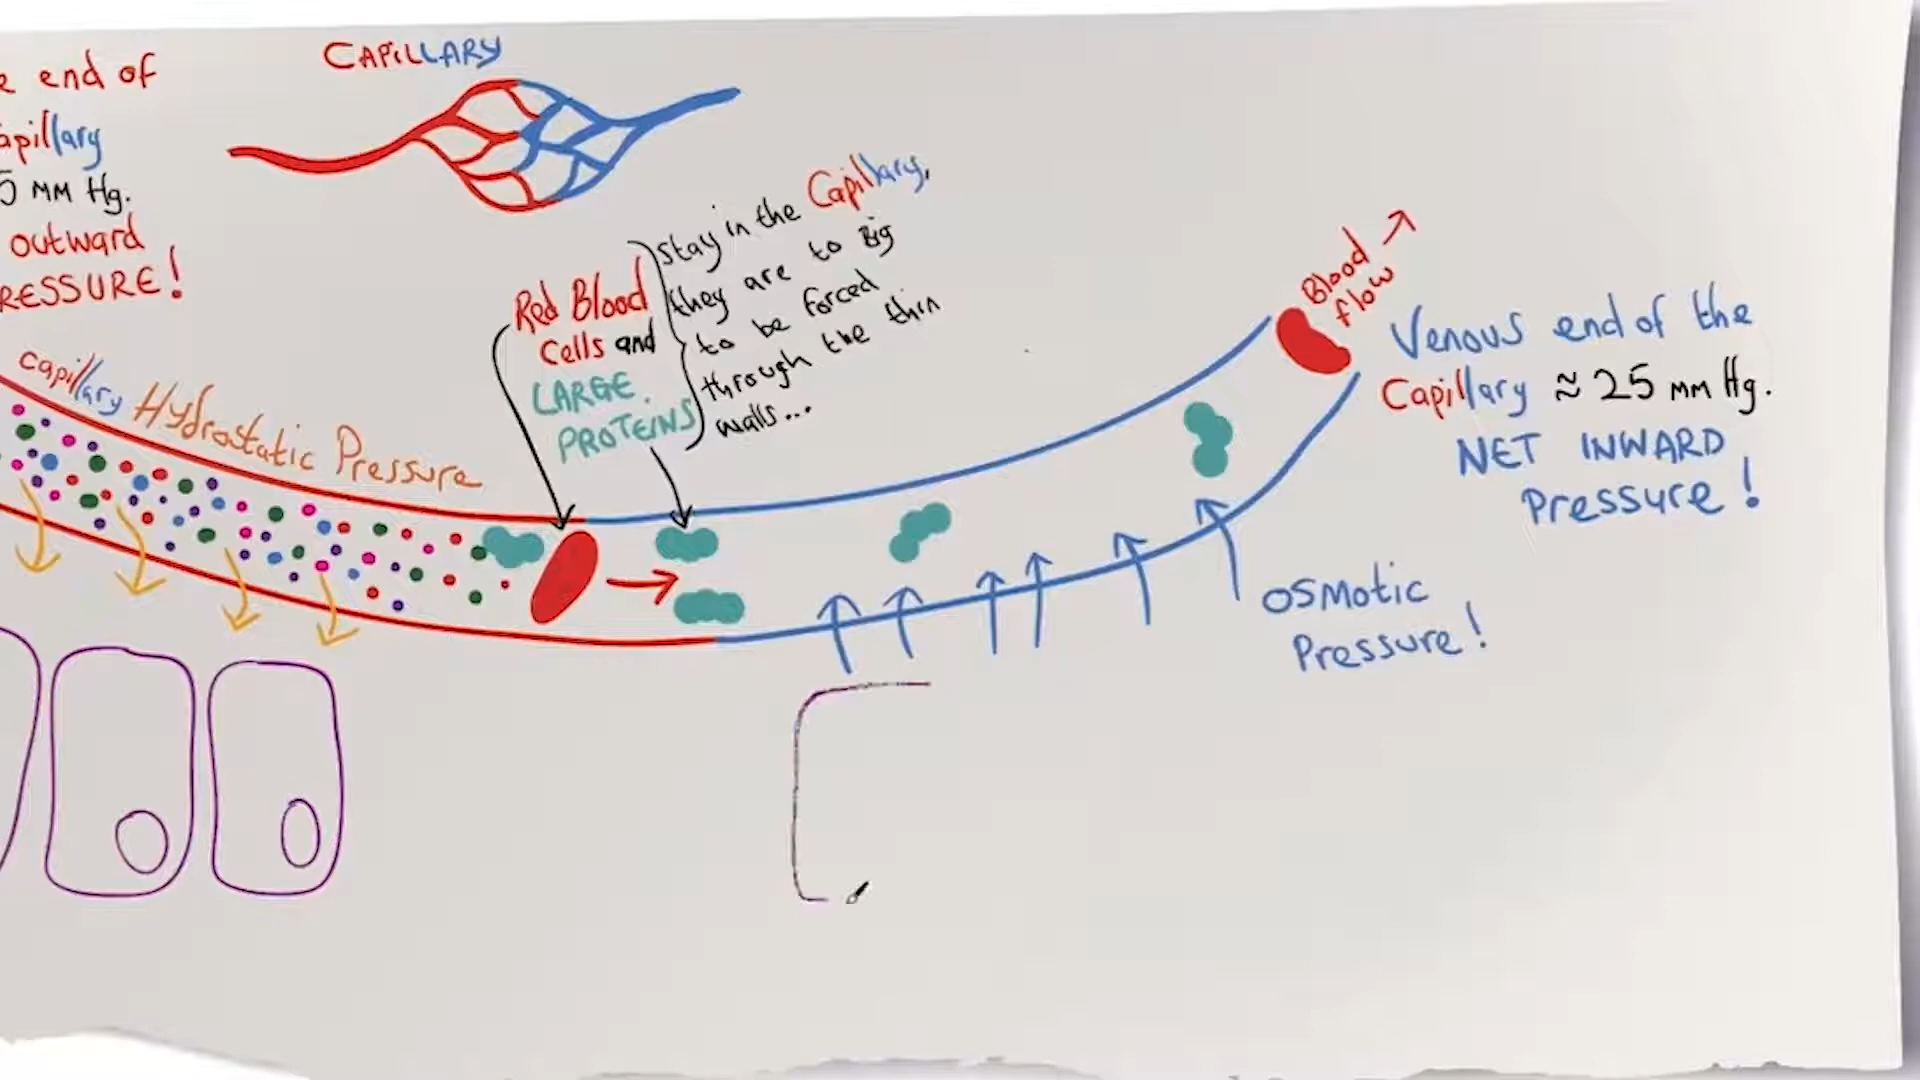 end of
apillary
5 mm Hg.
outward
RESSURE!
CAPiLLARY
capillary Hydrostatic Pressure
Red Blood
Cells and
LARGE.
PROTEiNS
stay in the Capillary,
they are to Big
to be forced
through the thin
walls...
Blood
flow
Venous end of the
Capillary ≈ 25 mm Hg.
NET INWARD
Pressure!
OSMotic
Pressure!